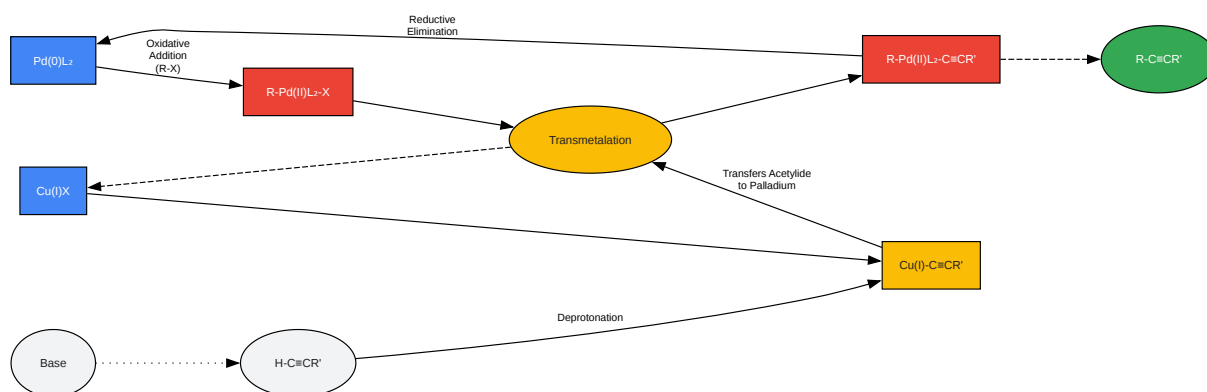 Reductive
Elimination
Oxidative
Addition
(R-X)
Pd(0)L₂
R-Pd(II)L₂-X
R-Pd(II)L₂-C≡CR'
R-C≡CR'
Transmetalation
Cu(I)X
Transfers Acetylide
to Palladium
Cu(I)-C≡CR'
Deprotonation
Base
H-C≡CR'